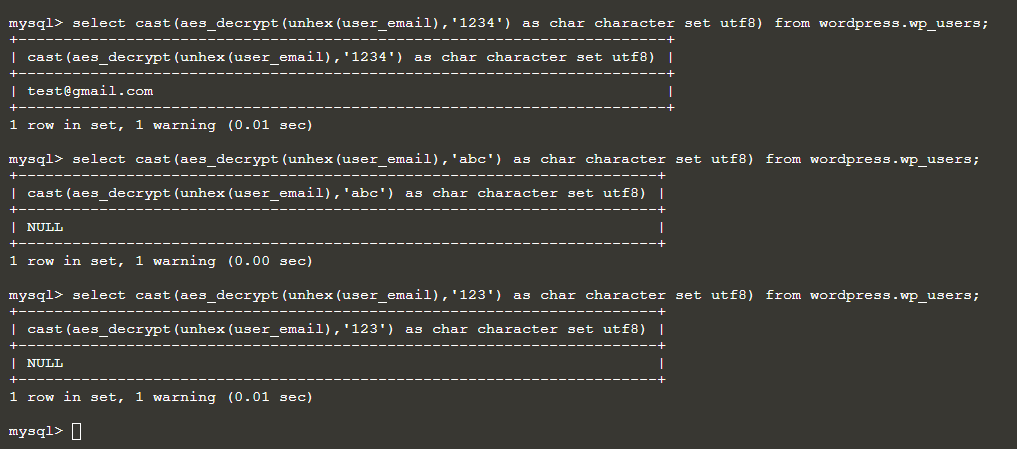 mysql> select cast(aes_decrypt(unhex(user_email),'1234') as char character set utf8) from wordpress.wp_users;
+------------------------------------------------------------------------+
| cast(aes_decrypt(unhex(user_email),'1234') as char character set utf8) |
+------------------------------------------------------------------------+
| test@gmail.com                                                         |
+------------------------------------------------------------------------+
1 row in set, 1 warning (0.01 sec)

mysql> select cast(aes_decrypt(unhex(user_email),'abc') as char character set utf8) from wordpress.wp_users;
+-----------------------------------------------------------------------+
| cast(aes_decrypt(unhex(user_email),'abc') as char character set utf8) |
+-----------------------------------------------------------------------+
| NULL                                                                  |
+-----------------------------------------------------------------------+
1 row in set, 1 warning (0.00 sec)

mysql> select cast(aes_decrypt(unhex(user_email),'123') as char character set utf8) from wordpress.wp_users;
+-----------------------------------------------------------------------+
| cast(aes_decrypt(unhex(user_email),'123') as char character set utf8) |
+-----------------------------------------------------------------------+
| NULL                                                                  |
+-----------------------------------------------------------------------+
1 row in set, 1 warning (0.01 sec)

mysql>